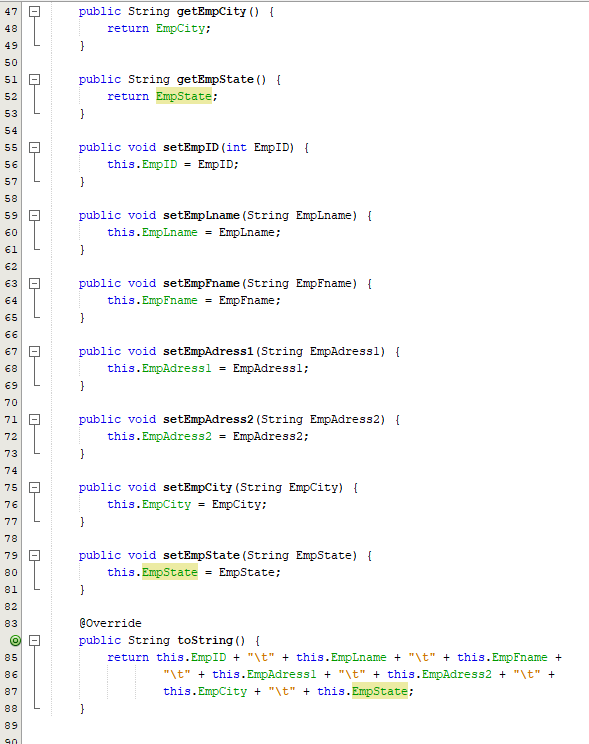 47 public String getEmpCity() {
48 return EmpCity;
49 }
50
51 public String getEmpState() {
52 return EmpState;
53 }
54
55 public void setEmpID(int EmpID) {
56 this.EmpID = EmpID;
57 }
58
59 public void setEmpLname(String EmpLname) {
60 this.EmpLname = EmpLname;
61 }
62
63 public void setEmpFname(String EmpFname) {
64 this.EmpFname = EmpFname;
65 }
66
67 public void setEmpAdress1(String EmpAdress1) {
68 this.EmpAdress1 = EmpAdress1;
69 }
70
71 public void setEmpAdress2(String EmpAdress2) {
72 this.EmpAdress2 = EmpAdress2;
73 }
74
75 public void setEmpCity(String EmpCity) {
76 this.EmpCity = EmpCity;
77 }
78
79 public void setEmpState(String EmpState) {
80 this.EmpState = EmpState;
81 }
82
83 @Override
public String toString() {
85 return this.EmpID + "\t" + this.EmpLname + "\t" + this.EmpFname +
86 "\t" + this.EmpAdress1 + "\t" + this.EmpAdress2 + "\t" +
87 this.EmpCity + "\t" + this.EmpState;
88 }
89
90